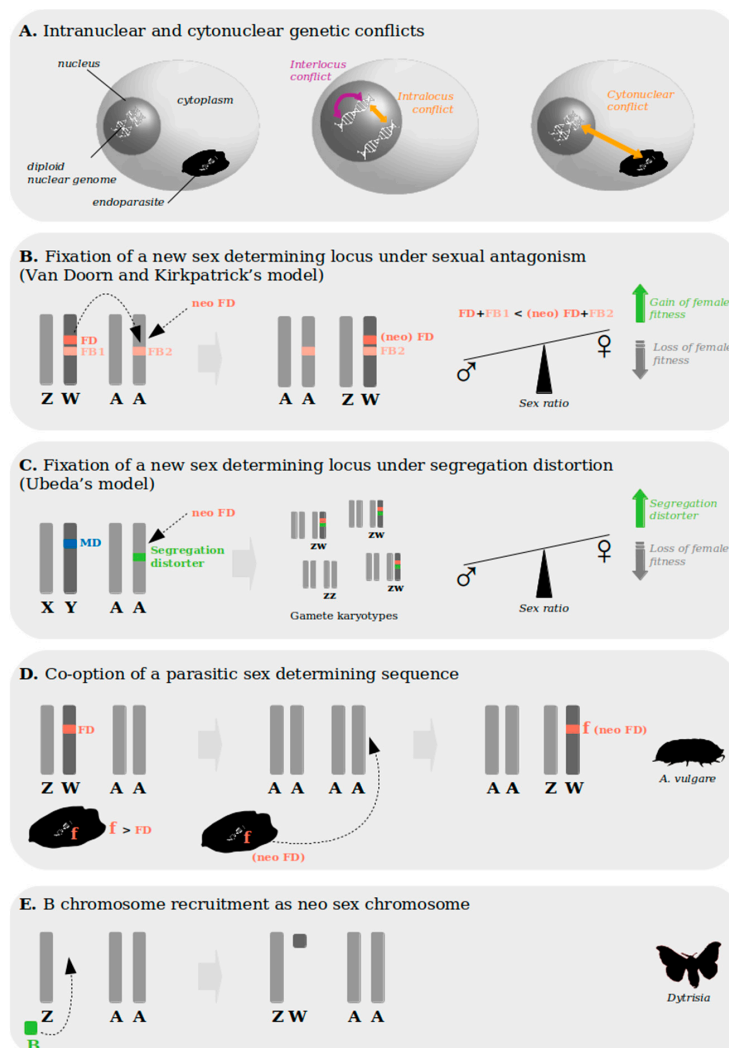 A. Intranuclear and cytonuclear genetic conflicts
nucleus
cytoplasm
diploid
nuclear genome
endoparasite
Interlocus
conflict
Intralocus
conflict
Cytonuclear
conflict
B. Fixation of a new sex determining locus under sexual antagonism
(Van Doorn and Kirkpatrick's model)
neo FD
FD
FB1
FB2
Z W A A
(neo) FD
FB2
A A Z W
FD+FB1 < (neo) FD+FB2
♂
♀
Sex ratio
Gain of female
fitness
Loss of female
fitness
C. Fixation of a new sex determining locus under segregation distortion
(Ubeda's model)
neo FD
MD
Segregation
distorter
X Y A A
zw
zw
zz
zw
Gamete karyotypes
♂
♀
Sex ratio
Segregation
distorter
Loss of female
fitness
D. Co-option of a parasitic sex determining sequence
FD
Z W A A
f
f > FD
A A A A
f
(neo FD)
f (neo FD)
A A Z W
A. vulgare
E. B chromosome recruitment as neo sex chromosome
Z A A
B
Z W A A
Dytrisia